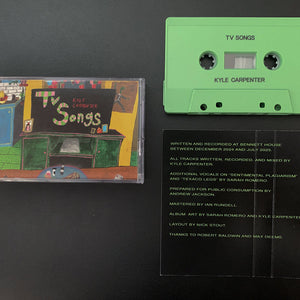 TV
KYLE
CARPENTER
Songs
TV SONGS
KYLE CARPENTER
WRITTEN AND RECORDED AT BENNETT HOUSE
BETWEEN DECEMBER 2024 AND JULY 2025.
ALL TRACKS WRITTEN, RECORDED, AND MIXED BY
KYLE CARPENTER.
ADDITIONAL VOCALS ON "SENTIMENTAL PLAGIARISM"
AND "TEXACO LEGS" BY SARAH ROMERO.
PREPARED FOR PUBLIC CONSUMPTION BY
ANDREW JACKSON.
MASTERED BY IAN RUNDELL.
ALBUM ART BY SARAH ROMERO AND KYLE CARPENTER.
LAYOUT BY NICK STOUT.
THANKS TO ROBERT BALDWIN AND MAX DEEMS.